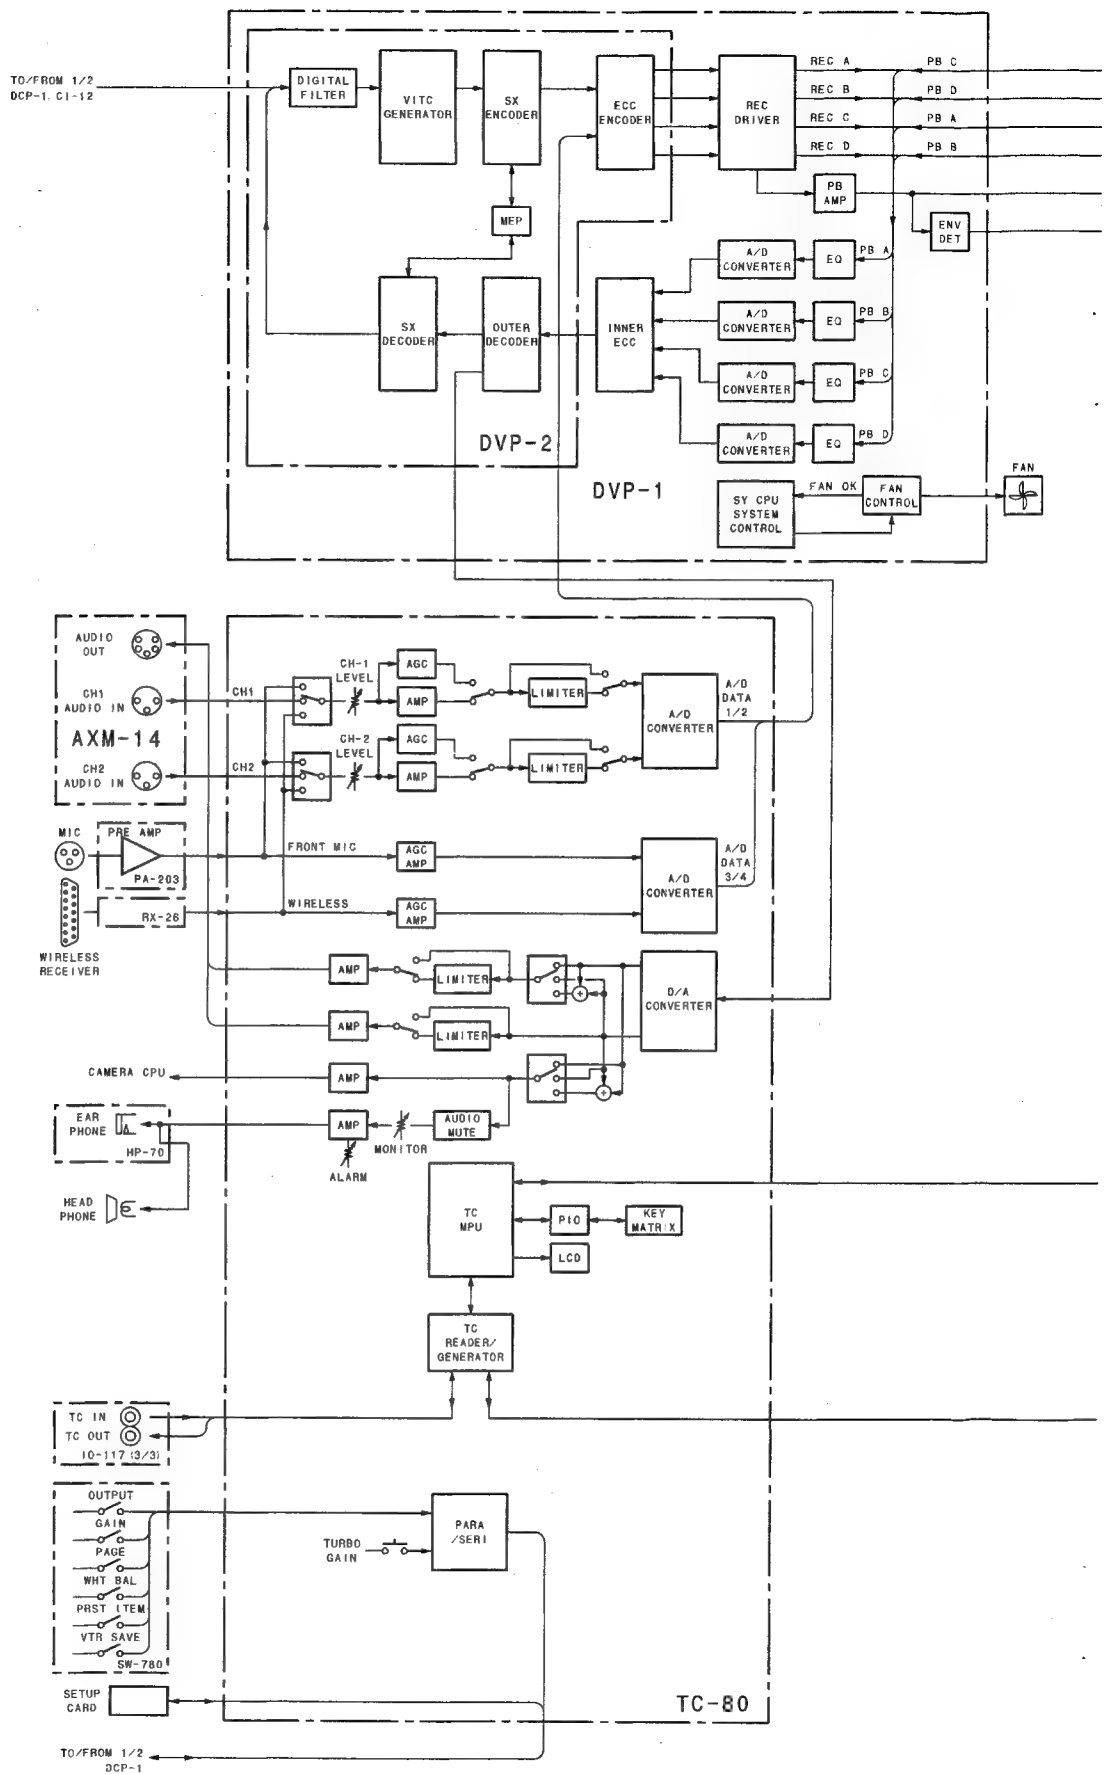 TO/FROM 1/2
DCP-1, CI-12
DIGITAL
FILTER
VITC
GENERATOR
SX
ENCODER
ECC
ENCODER
REC
DRIVER
REC A
PB C
REC B
PB D
REC C
PB A
REC D
PB B
PB
AMP
ENV
DET
MEP
A/D
CONVERTER
EQ
PB A
A/D
CONVERTER
EQ
PB B
SX
DECODER
OUTER
DECODER
INNER
ECC
A/D
CONVERTER
EQ
PB C
A/D
CONVERTER
EQ
PB D
DVP-2
DVP-1
SY CPU
SYSTEM
CONTROL
FAN OK
FAN
CONTROL
FAN
AUDIO
OUT
CH1
AUDIO IN
AXM-14
CH2
AUDIO IN
CH1
CH-1
LEVEL
AGC
AMP
LIMITER
A/D
CONVERTER
A/D
DATA
1/2
CH2
CH-2
LEVEL
AGC
AMP
LIMITER
MIC
PRE AMP
PA-203
FRONT MIC
AGC
AMP
A/D
CONVERTER
A/D
DATA
3/4
RX-26
WIRELESS
AGC
AMP
WIRELESS
RECEIVER
AMP
LIMITER
D/A
CONVERTER
AMP
LIMITER
CAMERA CPU
AMP
EAR
PHONE
HP-70
AMP
ALARM
MONITOR
AUDIO
MUTE
HEAD
PHONE
TC
MPU
PIO
KEY
MATRIX
LCD
TC
READER/
GENERATOR
TC IN
TC OUT
IO-117 (3/3)
OUTPUT
GAIN
PAGE
WHT BAL
PRST ITEM
VTR SAVE
SW-780
TURBO
GAIN
PARA
/SERI
SETUP
CARD
TC-80
TO/FROM 1/2
DCP-1